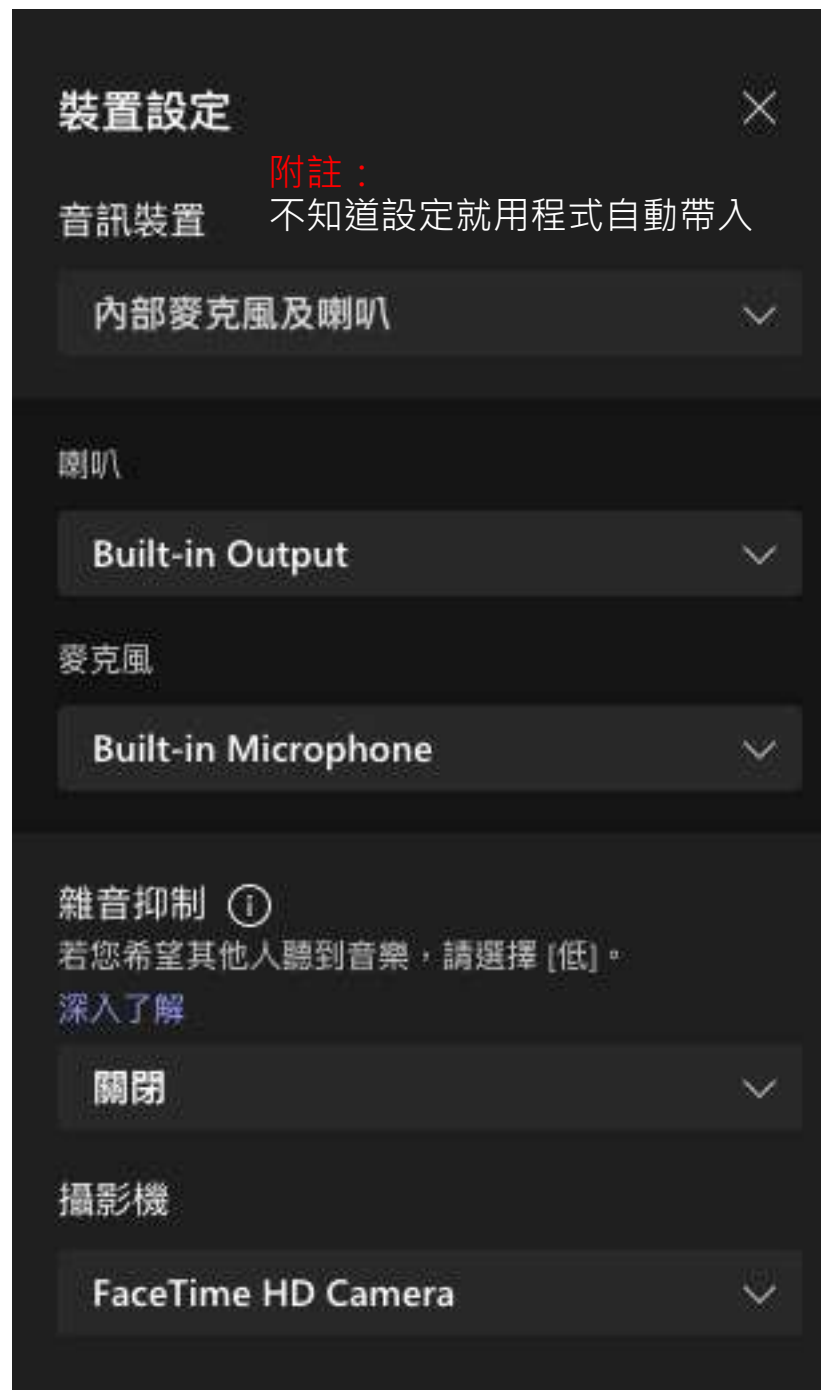 裝置設定
附註：
不知道設定就用程式自動帶入
音訊裝置
內部麥克風及喇叭
喇叭
Built-in Output
麥克風
Built-in Microphone
雜音抑制
若您希望其他人聽到音樂，請選擇 [低]。
深入了解
關閉
攝影機
FaceTime HD Camera